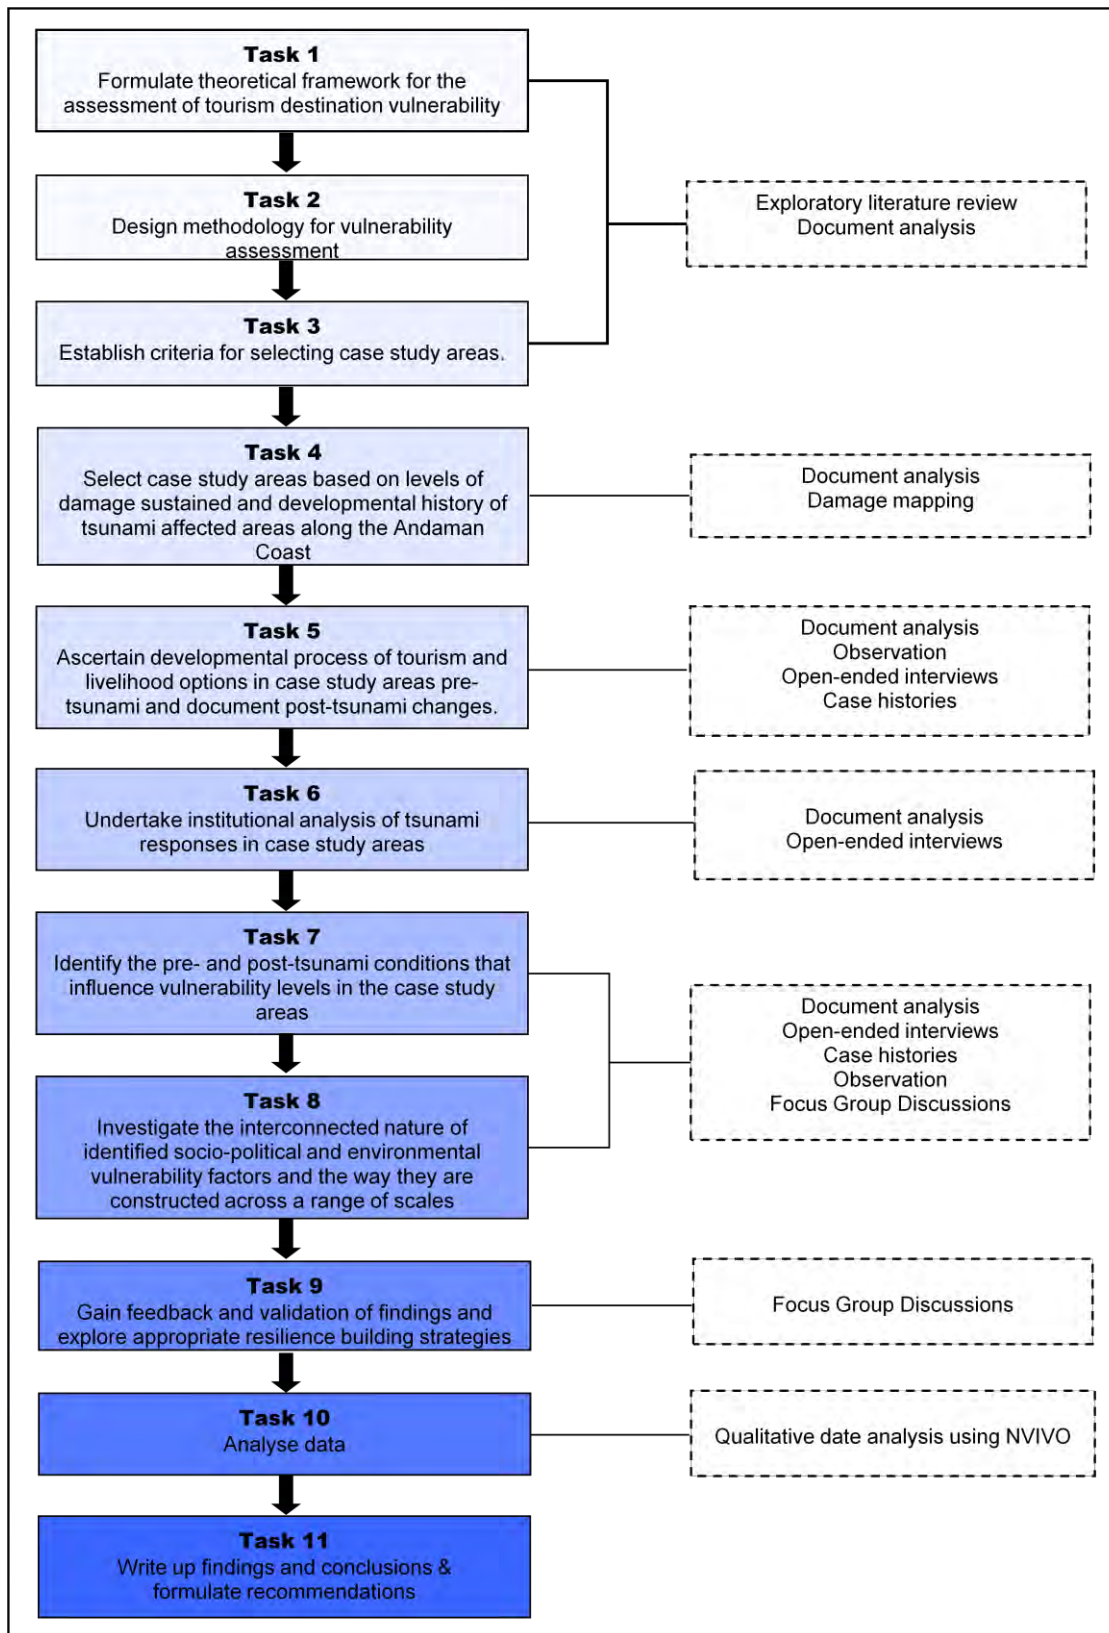 Task 1
Formulate theoretical framework for the
assessment of tourism destination vulnerability
Task 2
Design methodology for vulnerability
assessment
Exploratory literature review
Document analysis
Task 3
Establish criteria for selecting case study areas.
Task 4
Select case study areas based on levels of
damage sustained and developmental history of
tsunami affected areas along the Andaman
Coast
Document analysis
Damage mapping
Task 5
Ascertain developmental process of tourism and
livelihood options in case study areas pre-
tsunami and document post-tsunami changes.
Document analysis
Observation
Open-ended interviews
Case histories
Task 6
Undertake institutional analysis of tsunami
responses in case study areas
Document analysis
Open-ended interviews
Task 7
Identify the pre- and post-tsunami conditions that
influence vulnerability levels in the case study
areas
Task 8
Investigate the interconnected nature of
identified socio-political and environmental
vulnerability factors and the way they are
constructed across a range of scales
Document analysis
Open-ended interviews
Case histories
Observation
Focus Group Discussions
Task 9
Gain feedback and validation of findings and
explore appropriate resilience building strategies
Focus Group Discussions
Task 10
Analyse data
Qualitative date analysis using NVIVO
Task 11
Write up findings and conclusions &
formulate recommendations